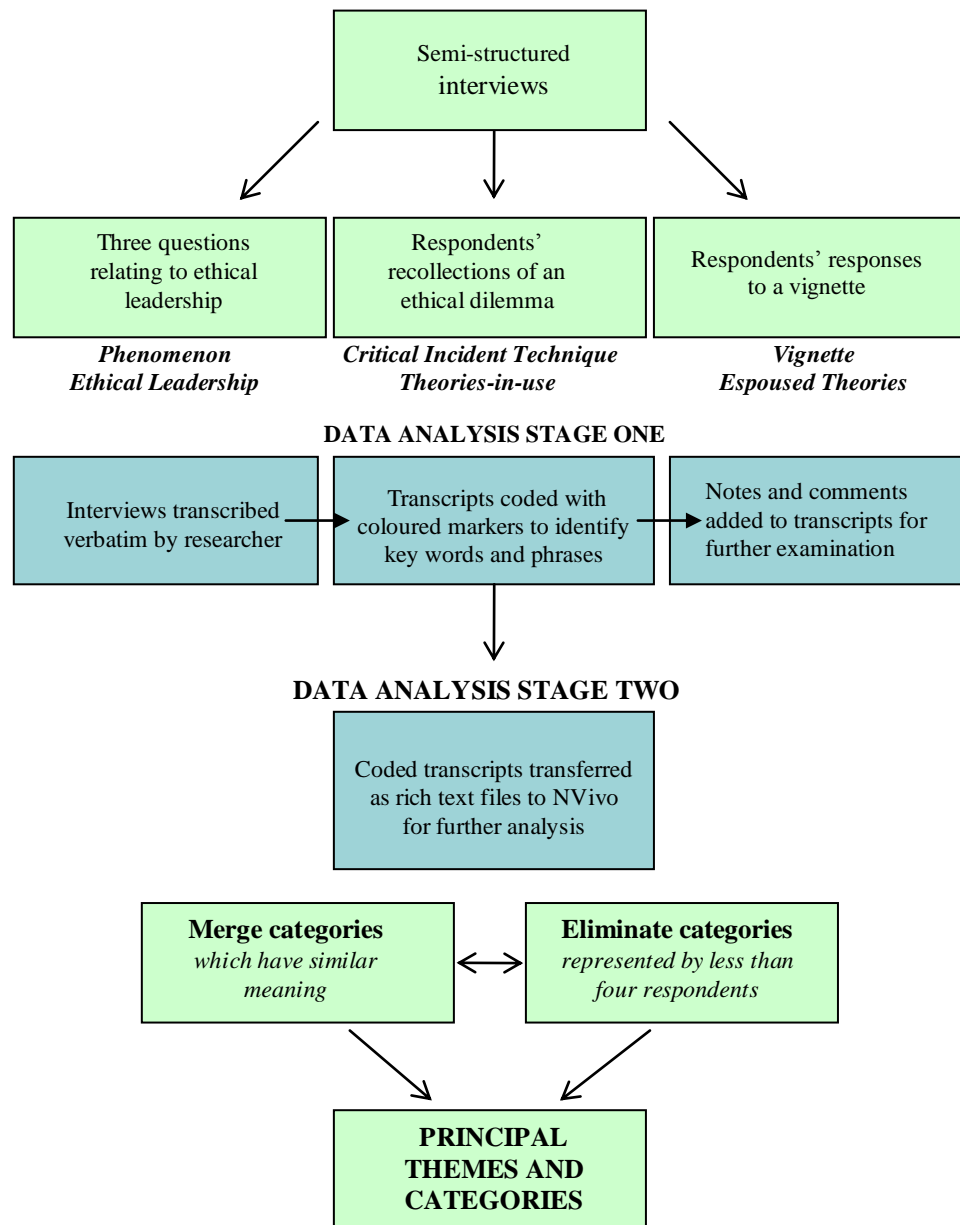 Semi-structured
interviews
Three questions
relating to ethical
leadership
Respondents’
recollections of an
ethical dilemma
Respondents’ responses
to a vignette
Phenomenon
Ethical Leadership
Critical Incident Technique
Theories-in-use
Vignette
Espoused Theories
DATA ANALYSIS STAGE ONE
Interviews transcribed
verbatim by researcher
Transcripts coded with
coloured markers to identify
key words and phrases
Notes and comments
added to transcripts for
further examination
DATA ANALYSIS STAGE TWO
Coded transcripts transferred
as rich text files to NVivo
for further analysis
Merge categories
which have similar
meaning
Eliminate categories
represented by less than
four respondents
PRINCIPAL
THEMES AND
CATEGORIES